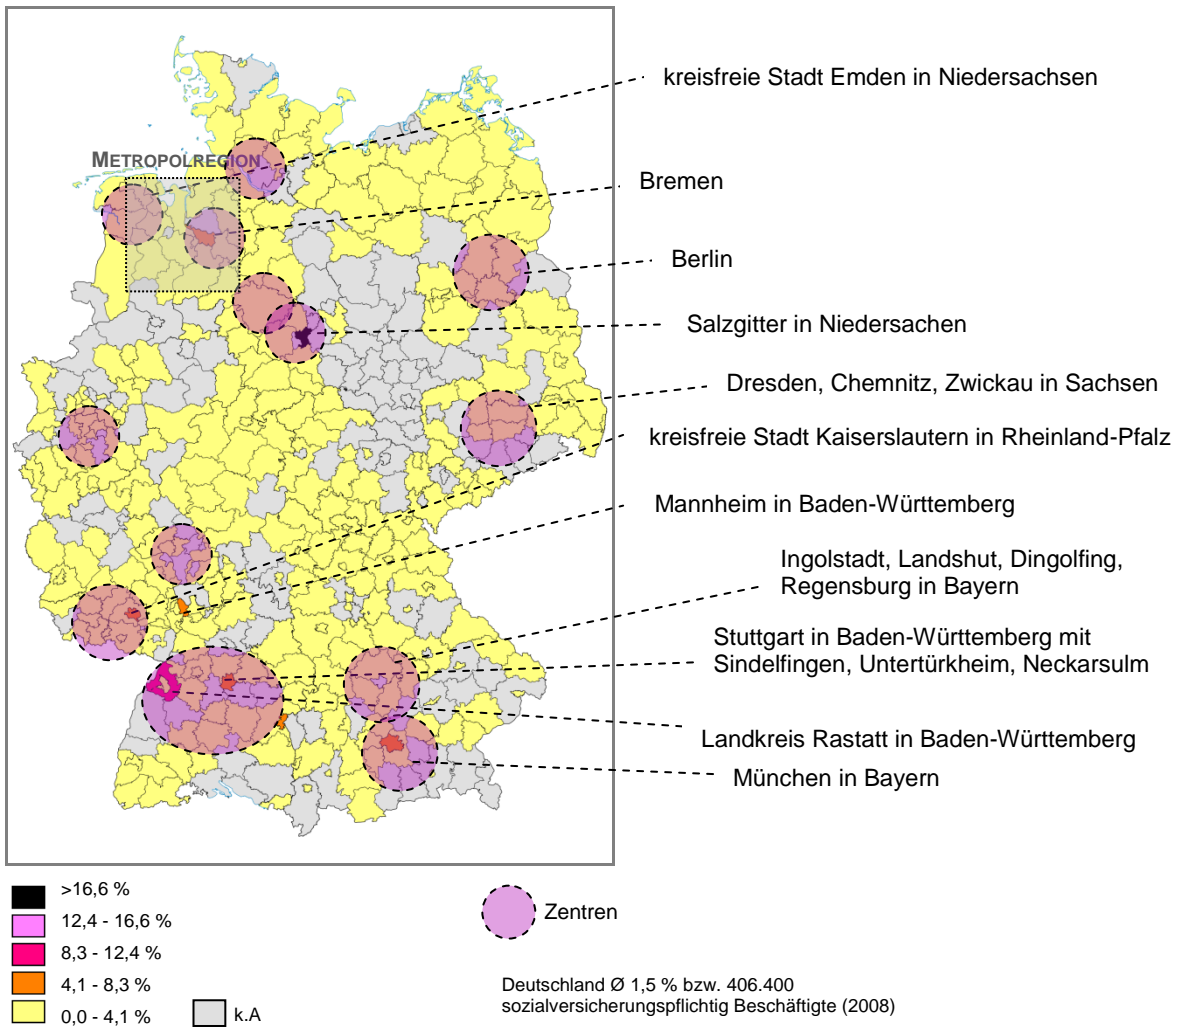 kreisfreie Stadt Emden in Niedersachsen
METROPOLREGION
Bremen
Berlin
Salzgitter in Niedersachen
Dresden, Chemnitz, Zwickau in Sachsen
kreisfreie Stadt Kaiserslautern in Rheinland-Pfalz
Mannheim in Baden-Württemberg
Ingolstadt, Landshut, Dingolfing,
Regensburg in Bayern
Stuttgart in Baden-Württemberg mit
Sindelfingen, Untertürkheim, Neckarsulm
Landkreis Rastatt in Baden-Württemberg
München in Bayern
>16,6 %
12,4 - 16,6 %
8,3 - 12,4 %
4,1 - 8,3 %
0,0 - 4,1 %
k.A
Zentren
Deutschland Ø 1,5 % bzw. 406.400
sozialversicherungspflichtig Beschäftigte (2008)